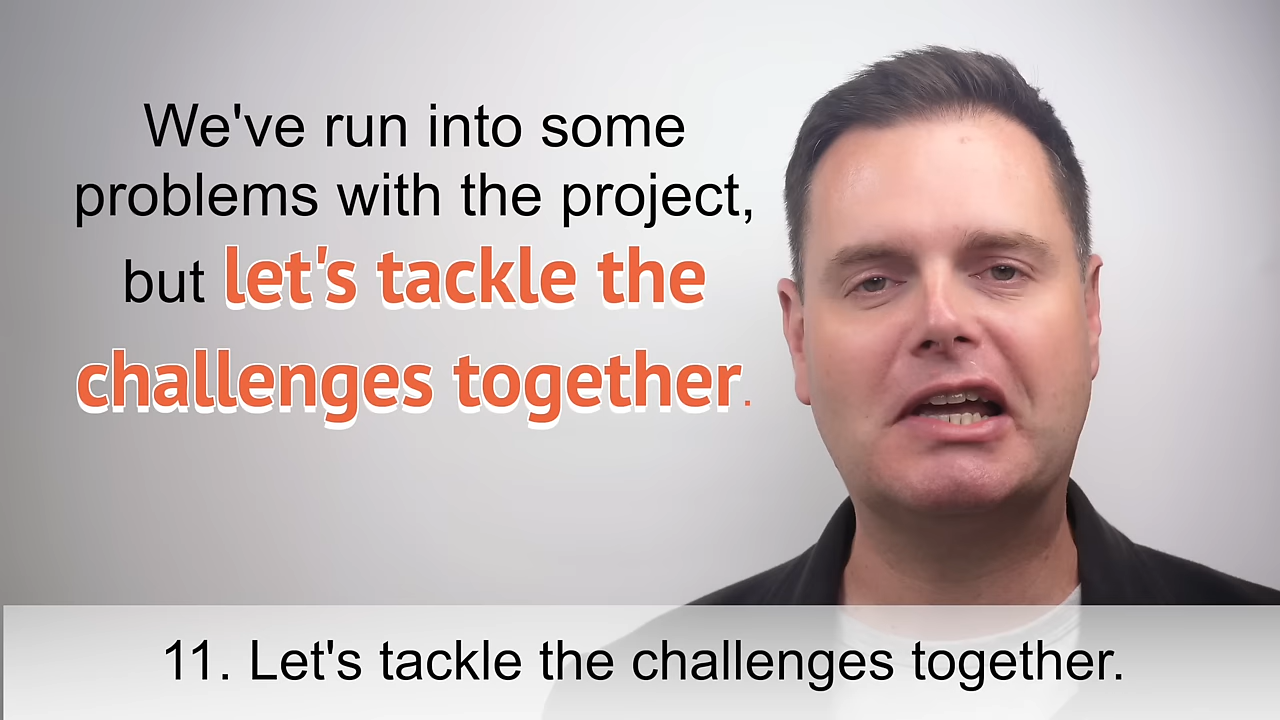 We've run into some
problems with the project,
but let's tackle the
challenges together.
11. Let's tackle the challenges together.